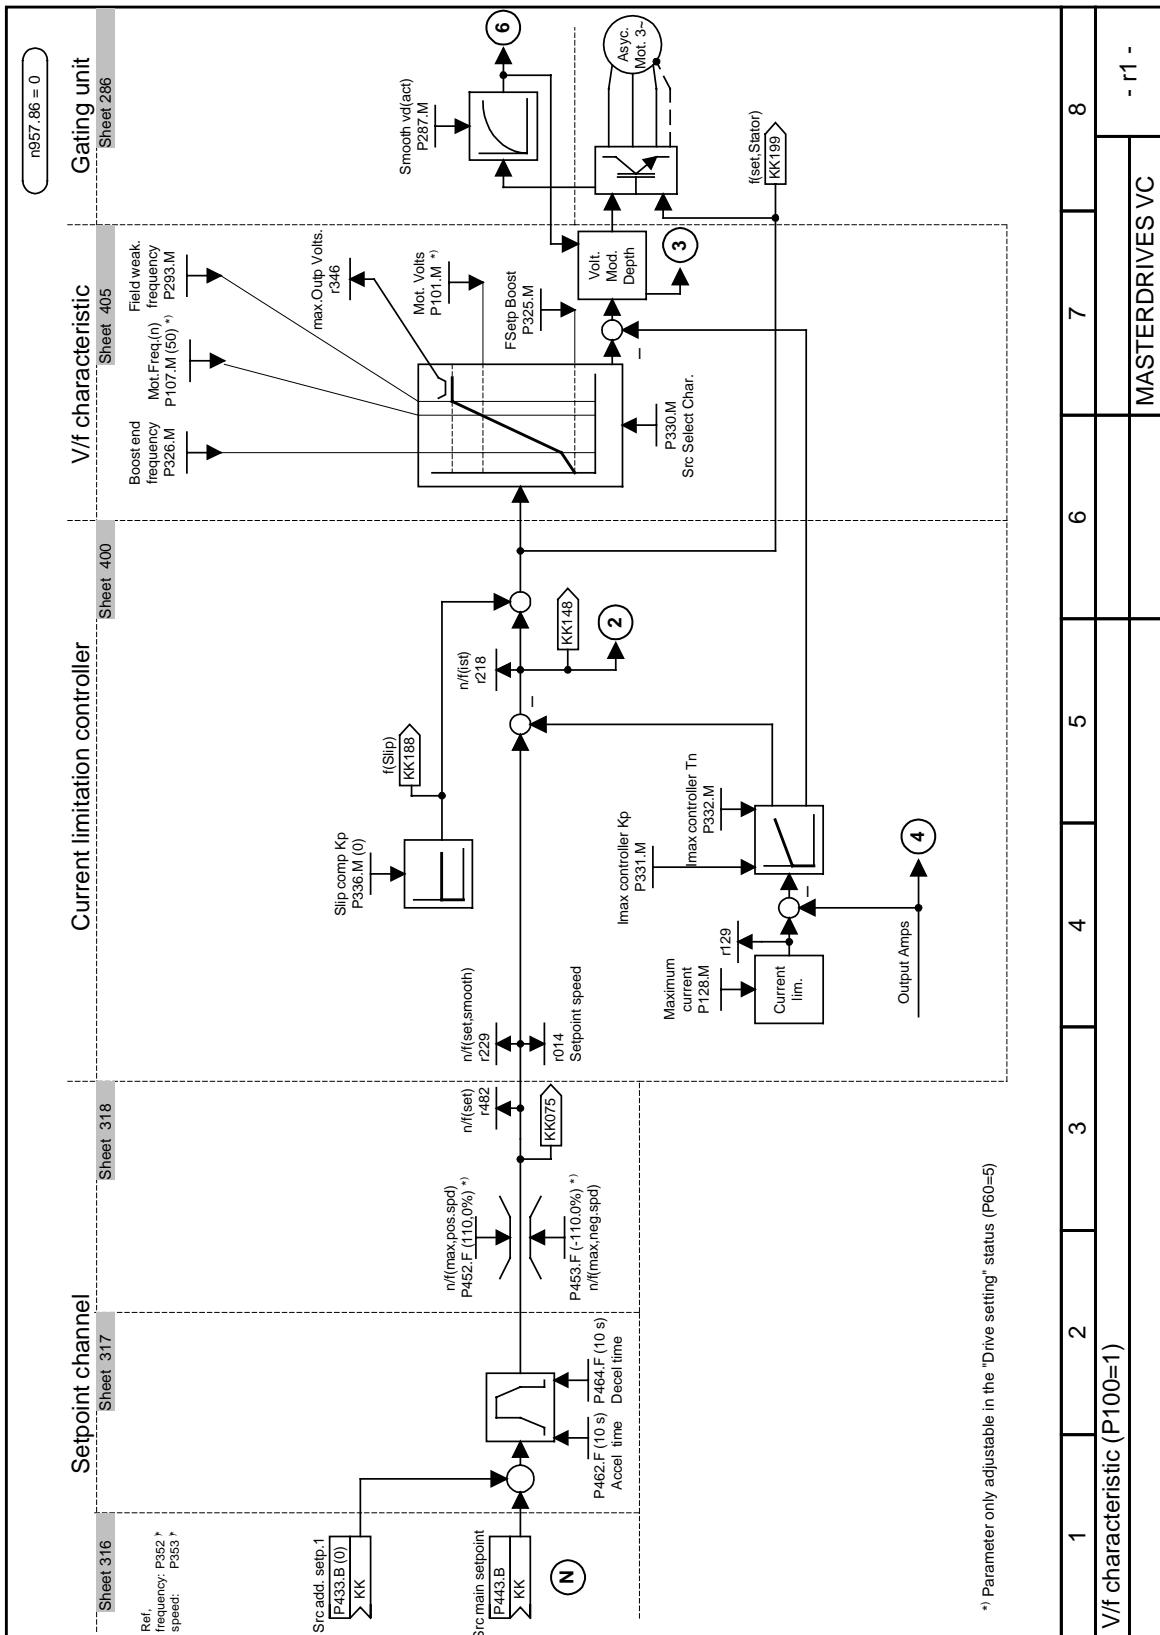 n957.86 = 0
Setpoint channel
Current limitation controller
V/f characteristic
Gating unit
Sheet 316
Sheet 317
Sheet 318
Sheet 400
Sheet 405
Sheet 286
Ref,
frequency: P352 *)
speed: P353 *)
Src add. setp.1
P433.B (0)
KK
Src main setpoint
P443.B
KK
N
P462.F (10 s)
Accel time
P464.F (10 s)
Decel time
n/f(max,pos.spd)
P452.F (110,0%) *)
P453.F (-110.0%) *)
n/f(max,neg.spd)
n/f(set)
r482
KK075
n/f(set,smooth)
r229
r014
Setpoint speed
Slip comp Kp
P336.M (0)
f(Slip)
KK188
n/f(ist)
r218
KK148
2
–
Maximum
current
P128.M
r129
Current
lim.
Output Amps
4
–
Imax controller Kp
P331.M
Imax controller Tn
P332.M
Boost end
frequency
P326.M
Mot.Freq.(n)
P107.M (50) *)
Field weak.
frequency
P293.M
max.Outp Volts.
r346
Mot. Volts
P101.M *)
FSetp Boost
P325.M
P330.M
Src Select Char.
–
Volt.
Mod.
Depth
3
Smooth vd(act)
P287.M
6
Asyc.
Mot. 3~
f(set,Stator)
KK199
*) Parameter only adjustable in the "Drive setting" status (P60=5)
1
2
3
4
5
6
7
8
V/f characteristic (P100=1)
MASTERDRIVES VC
- r1 -